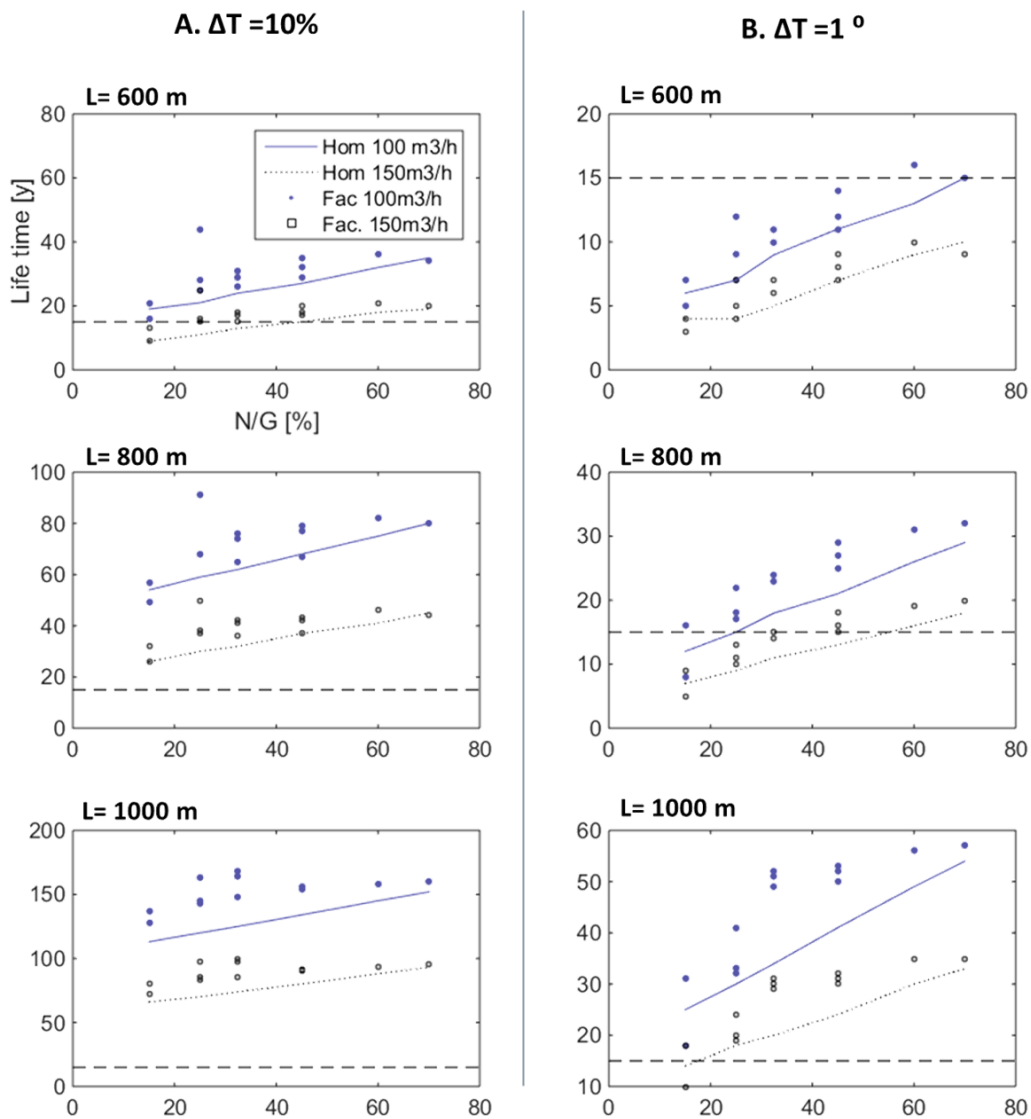 A. ΔT =10%
B. ΔT =1 o
L= 600 m
80
60
40
20
0
Life time [y]
Hom 100 m3/h
Hom 150m3/h
Fac 100m3/h
Fac. 150m3/h
0 20 40 60 80
N/G [%]
L= 600 m
20
15
10
5
0
0 20 40 60 80
L= 800 m
100
80
60
40
20
0
0 20 40 60 80
L= 800 m
40
30
20
10
0
0 20 40 60 80
L= 1000 m
200
150
100
50
0
0 20 40 60 80
L= 1000 m
60
50
40
30
20
10
0 20 40 60 80